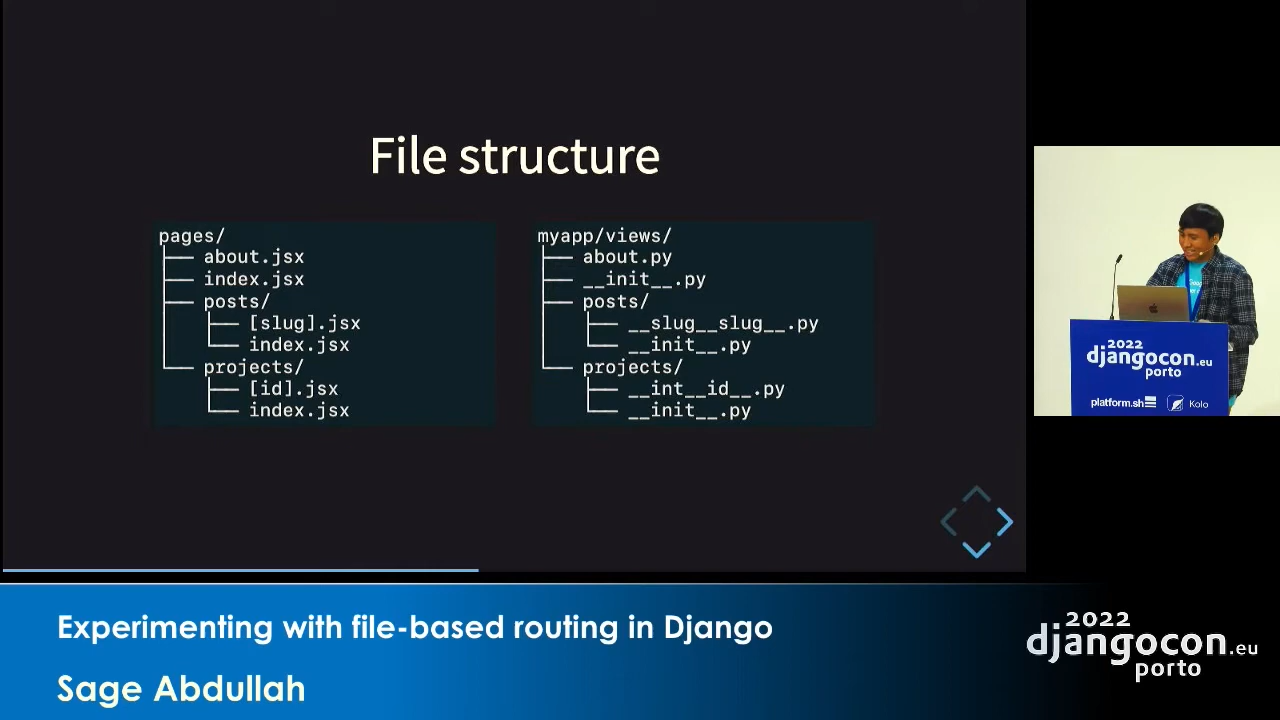 File structure
pages/
├── about.jsx
├── index.jsx
├── posts/
│   ├── [slug].jsx
│   └── index.jsx
└── projects/
    ├── [id].jsx
    └── index.jsx
myapp/views/
├── about.py
├── __init__.py
├── posts/
│   ├── __slug__slug__.py
│   └── __init__.py
└── projects/
    ├── __int__id__.py
    └── __init__.py
2022
djangocon.eu
porto
platform.sh
Kolo
Experimenting with file-based routing in Django
Sage Abdullah
2022
djangocon.eu
porto